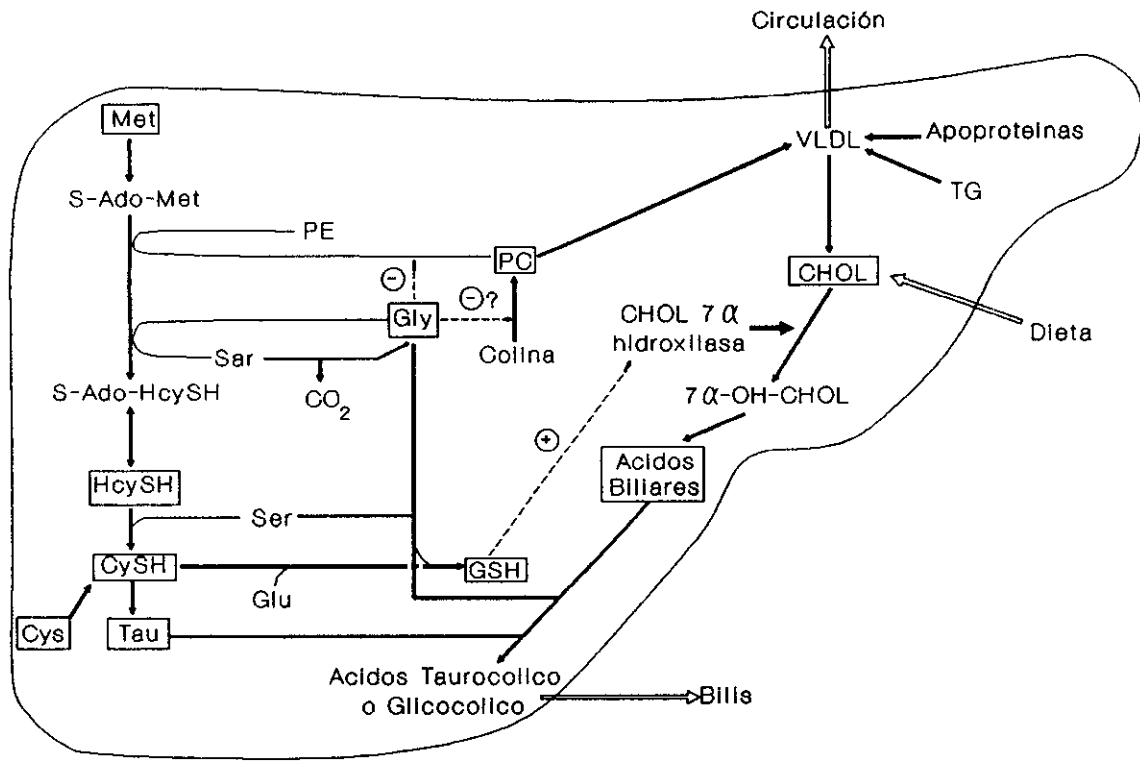 Circulación
Met
VLDL
Apoproteinas
S-Ado-Met
TG
PE
PC
CHOL
⊖
⊖?
Gly
CHOL 7 α
hidroxilasa
Dieta
Sar
Colina
CO2
S-Ado-HcySH
7α-OH-CHOL
⊕
Acidos
Biliares
HcySH
Ser
CySH
GSH
Glu
Cys
Tau
Acidos Taurocolico
o Glicocolico
Bilis